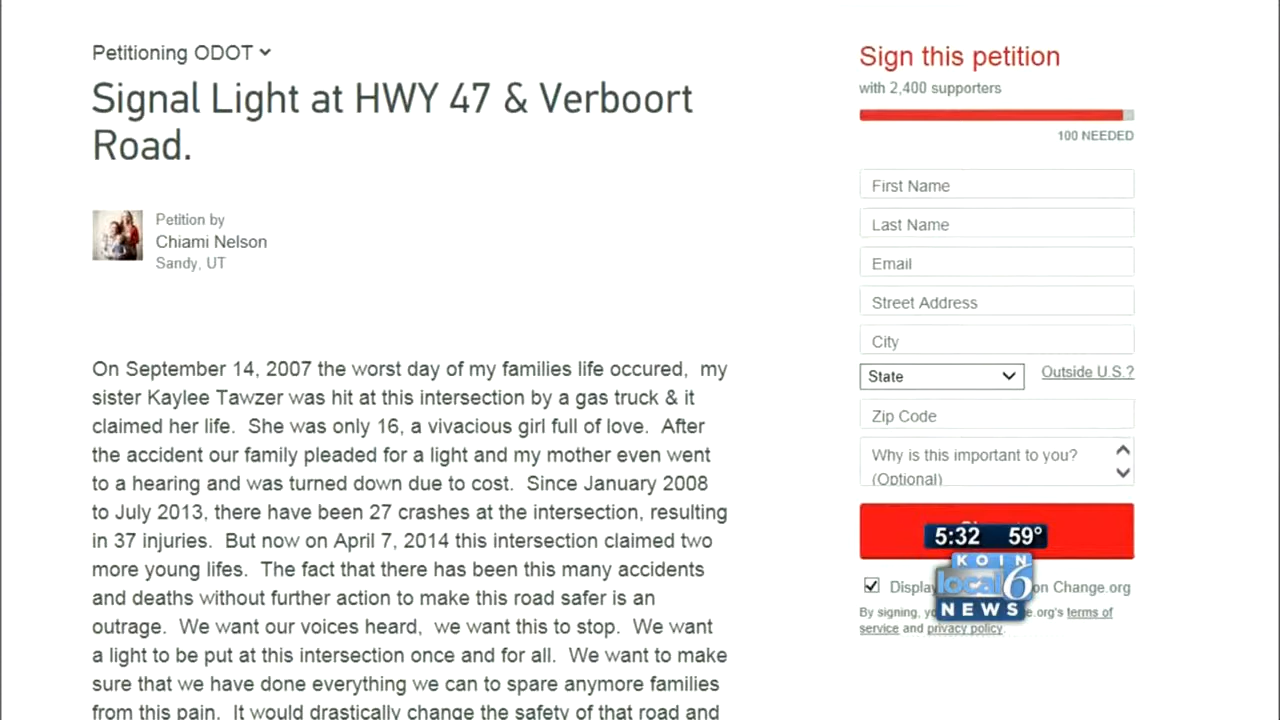 Petitioning ODOT
Signal Light at HWY 47 & Verboort
Road.
Petition by
Chiami Nelson
Sandy, UT
On September 14, 2007 the worst day of my families life occured, my
sister Kaylee Tawzer was hit at this intersection by a gas truck & it
claimed her life. She was only 16, a vivacious girl full of love. After
the accident our family pleaded for a light and my mother even went
to a hearing and was turned down due to cost. Since January 2008
to July 2013, there have been 27 crashes at the intersection, resulting
in 37 injuries. But now on April 7, 2014 this intersection claimed two
more young lifes. The fact that there has been this many accidents
and deaths without further action to make this road safer is an
outrage. We want our voices heard, we want this to stop. We want
a light to be put at this intersection once and for all. We want to make
sure that we have done everything we can to spare anymore families
from this pain. It would drastically change the safety of that road and
Sign this petition
with 2,400 supporters
100 NEEDED
First Name
Last Name
Email
Street Address
City
State
Outside U.S.?
Zip Code
Why is this important to you?
(Optional)
5:32 59°
KOIN
local 6
NEWS
on Change.org
By signing, e.org's terms of
service and privacy policy.